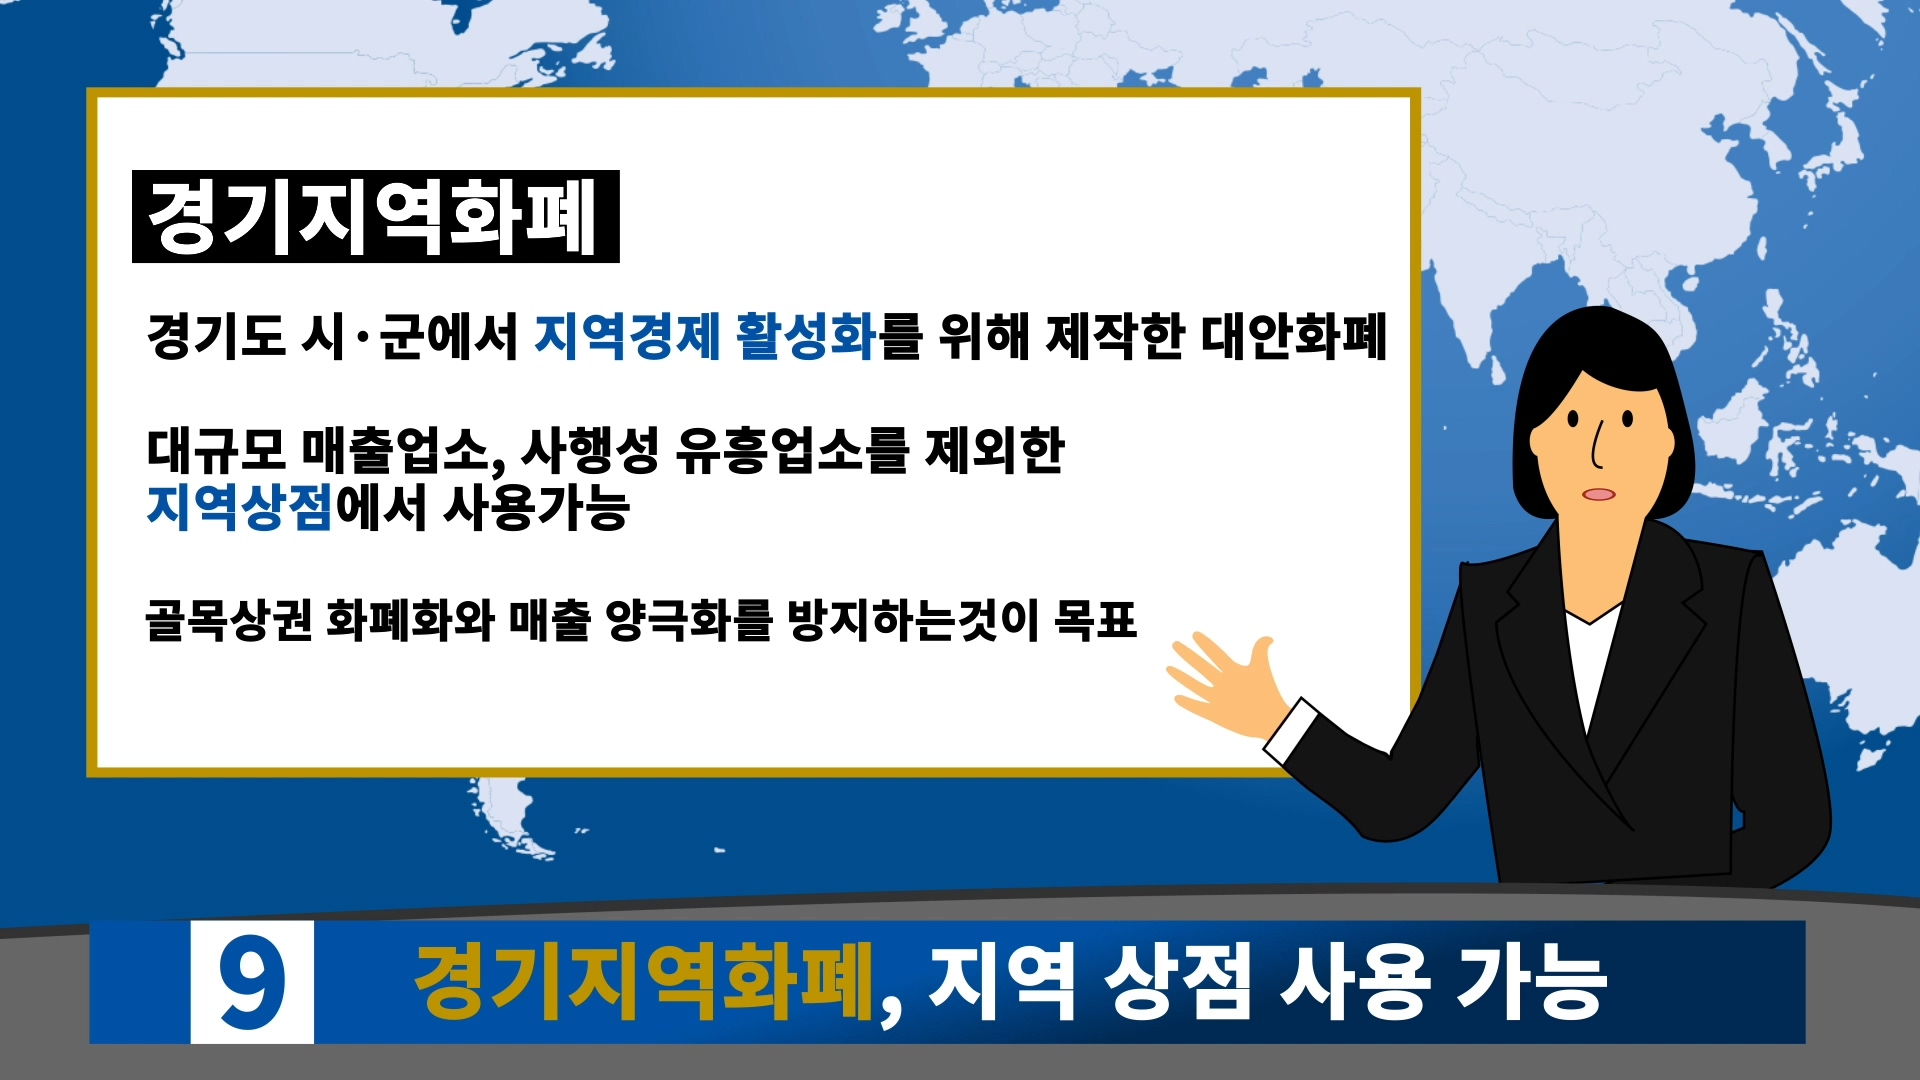 경기지역화폐
경기도 시·군에서 지역경제 활성화를 위해 제작한 대안화폐
대규모 매출업소, 사행성 유흥업소를 제외한
지역상점에서 사용가능
골목상권 화폐화와 매출 양극화를 방지하는것이 목표
9 경기지역화폐, 지역 상점 사용 가능